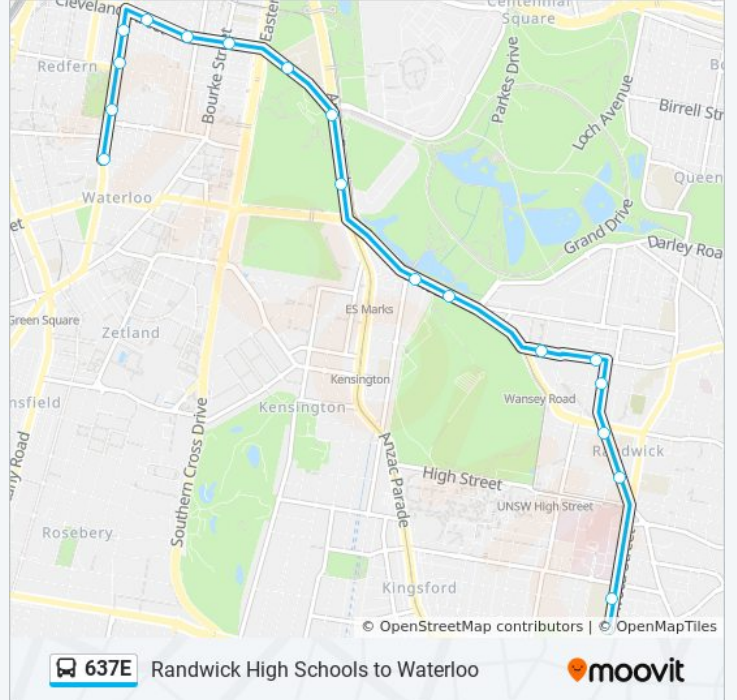 Cleveland
Centennial
Square
Easter
Redfern
Bourke Street
Parkes Drive
Loch Avenue
Birrell Str
Queen
Waterloo
Grand Drive
Darley Roa
Green Square
ES Marks
Zetland
Kensington
Kensington
Wansey Road
nsfield
Southern Cross Drive
Anzac Parade
Randwick
High Street
UNSW High Street
Rosebery
Kingsford
© OpenStreetMap contributors | © OpenMapTiles
637E Randwick High Schools to Waterloo
moovit